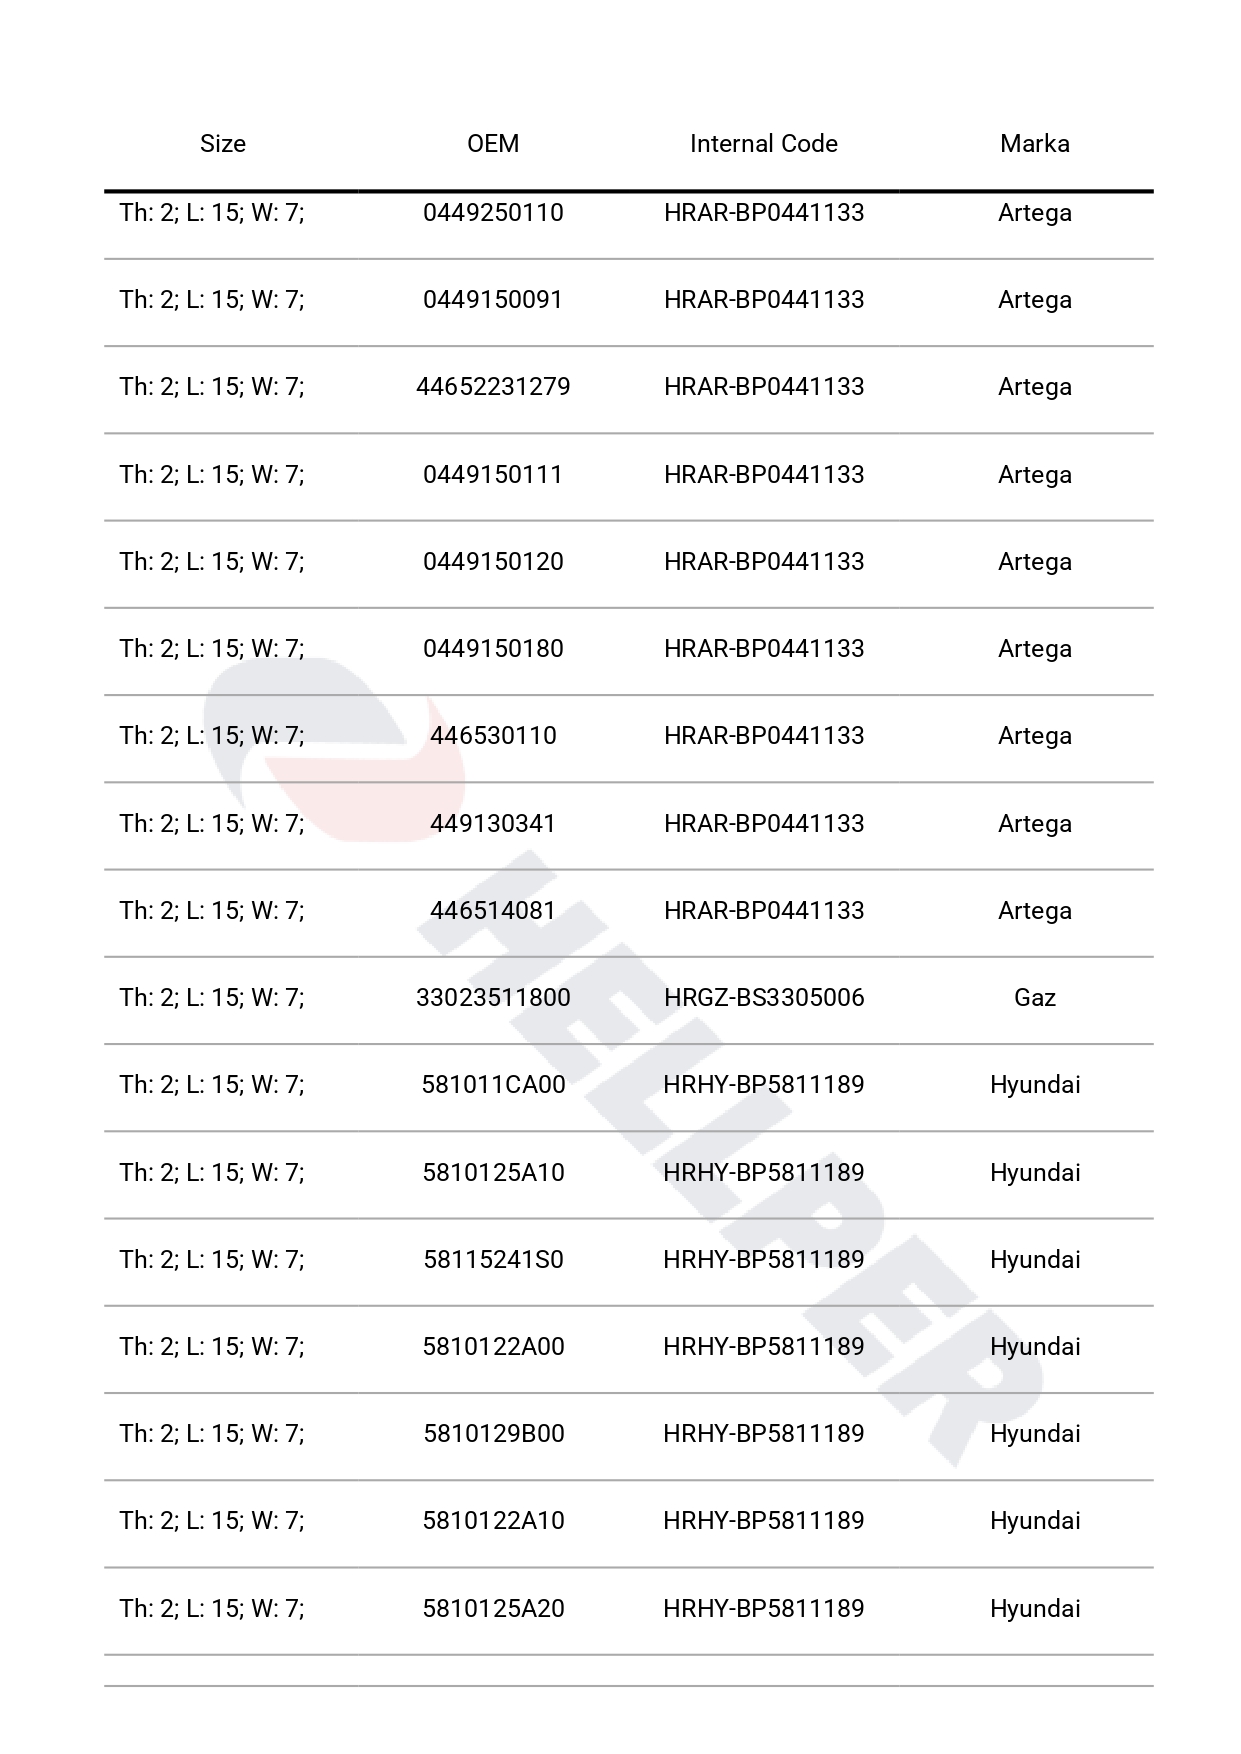 Size OEM Internal Code Marka
Th: 2; L: 15; W: 7; 0449250110 HRAR-BP0441133 Artega
Th: 2; L: 15; W: 7; 0449150091 HRAR-BP0441133 Artega
Th: 2; L: 15; W: 7; 44652231279 HRAR-BP0441133 Artega
Th: 2; L: 15; W: 7; 0449150111 HRAR-BP0441133 Artega
Th: 2; L: 15; W: 7; 0449150120 HRAR-BP0441133 Artega
Th: 2; L: 15; W: 7; 0449150180 HRAR-BP0441133 Artega
Th: 2; L: 15; W: 7; 446530110 HRAR-BP0441133 Artega
Th: 2; L: 15; W: 7; 449130341 HRAR-BP0441133 Artega
Th: 2; L: 15; W: 7; 446514081 HRAR-BP0441133 Artega
Th: 2; L: 15; W: 7; 33023511800 HRGZ-BS3305006 Gaz
Th: 2; L: 15; W: 7; 581011CA00 HRHY-BP5811189 Hyundai
Th: 2; L: 15; W: 7; 5810125A10 HRHY-BP5811189 Hyundai
Th: 2; L: 15; W: 7; 58115241S0 HRHY-BP5811189 Hyundai
Th: 2; L: 15; W: 7; 5810122A00 HRHY-BP5811189 Hyundai
Th: 2; L: 15; W: 7; 5810129B00 HRHY-BP5811189 Hyundai
Th: 2; L: 15; W: 7; 5810122A10 HRHY-BP5811189 Hyundai
Th: 2; L: 15; W: 7; 5810125A20 HRHY-BP5811189 Hyundai
HELLPER